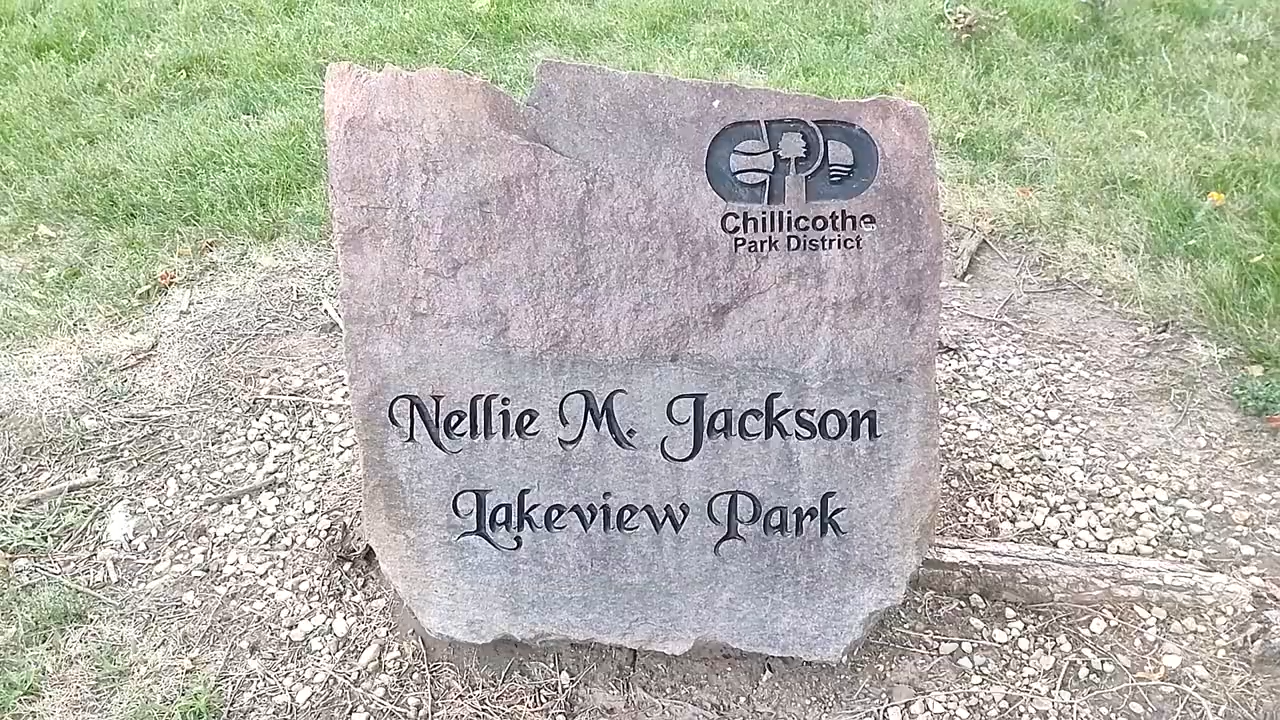 CPD
Chillicothe
Park District
Nellie M. Jackson
Lakeview Park